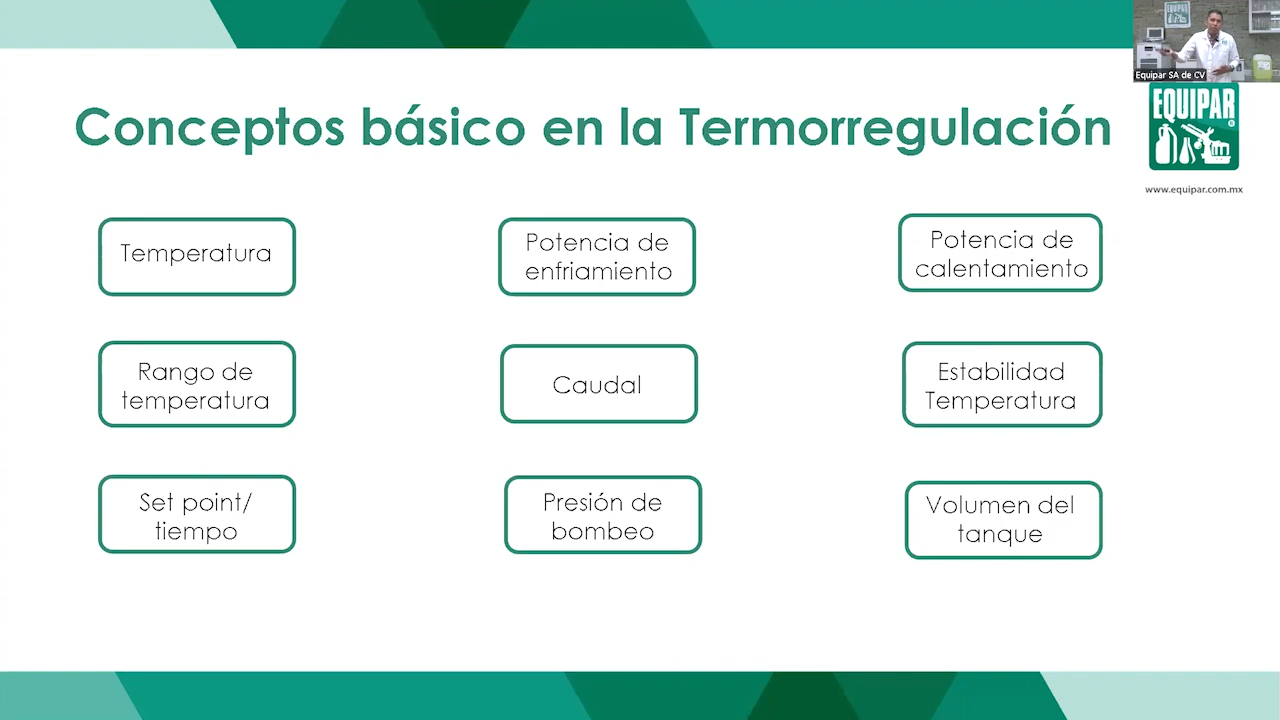 Equipar SA de CV
EQUIPAR
www.equipar.com.mx
Conceptos básico en la Termorregulación
Temperatura
Potencia de
enfriamiento
Potencia de
calentamiento
Rango de
temperatura
Caudal
Estabilidad
Temperatura
Set point/
tiempo
Presión de
bombeo
Volumen del
tanque